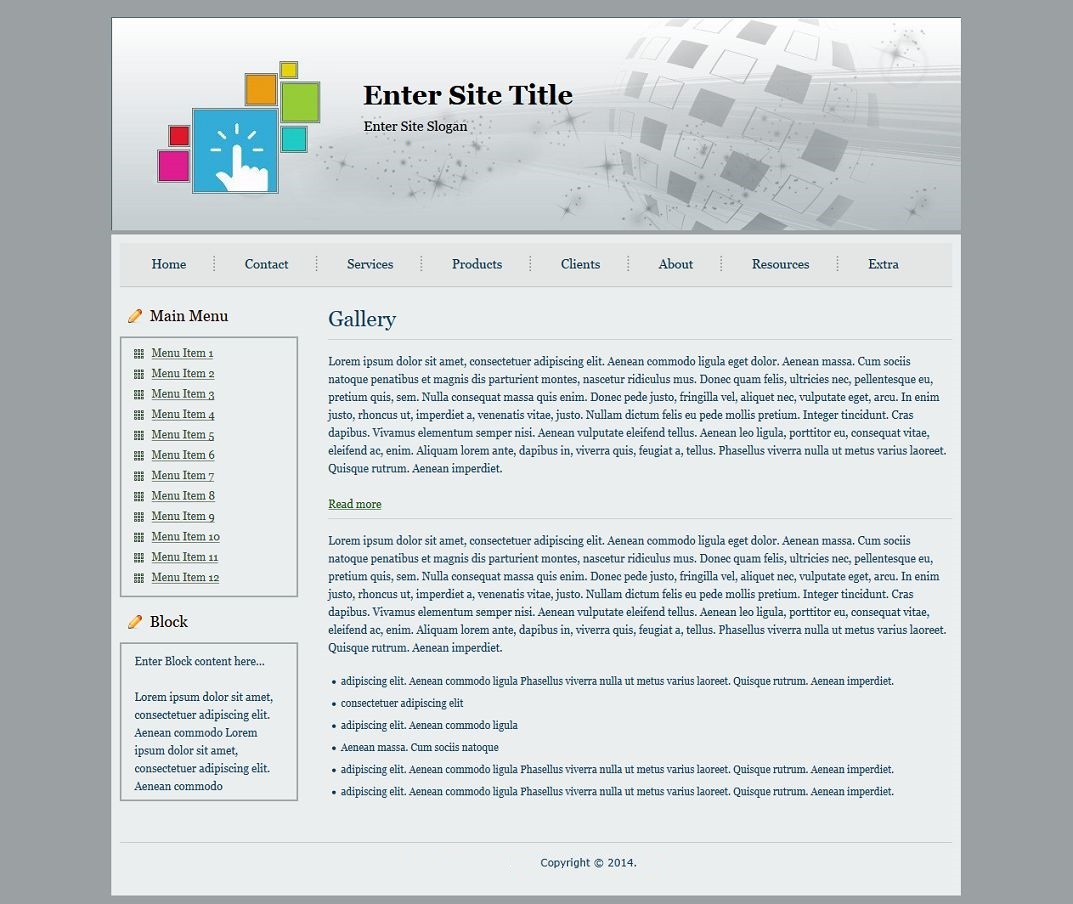 Enter Site Title
Enter Site Slogan
Home Contact Services Products Clients About Resources Extra
Main Menu
Menu Item 1
Menu Item 2
Menu Item 3
Menu Item 4
Menu Item 5
Menu Item 6
Menu Item 7
Menu Item 8
Menu Item 9
Menu Item 10
Menu Item 11
Menu Item 12
Block
Enter Block content here...
Lorem ipsum dolor sit amet,
consectetuer adipiscing elit.
Aenean commodo Lorem
ipsum dolor sit amet,
consectetuer adipiscing elit.
Aenean commodo
Gallery
Lorem ipsum dolor sit amet, consectetuer adipiscing elit. Aenean commodo ligula eget dolor. Aenean massa. Cum sociis
natoque penatibus et magnis dis parturient montes, nascetur ridiculus mus. Donec quam felis, ultricies nec, pellentesque eu,
pretium quis, sem. Nulla consequat massa quis enim. Donec pede justo, fringilla vel, aliquet nec, vulputate eget, arcu. In enim
justo, rhoncus ut, imperdiet a, venenatis vitae, justo. Nullam dictum felis eu pede mollis pretium. Integer tincidunt. Cras
dapibus. Vivamus elementum semper nisi. Aenean vulputate eleifend tellus. Aenean leo ligula, porttitor eu, consequat vitae,
eleifend ac, enim. Aliquam lorem ante, dapibus in, viverra quis, feugiat a, tellus. Phasellus viverra nulla ut metus varius laoreet.
Quisque rutrum. Aenean imperdiet.
Read more
Lorem ipsum dolor sit amet, consectetuer adipiscing elit. Aenean commodo ligula eget dolor. Aenean massa. Cum sociis
natoque penatibus et magnis dis parturient montes, nascetur ridiculus mus. Donec quam felis, ultricies nec, pellentesque eu,
pretium quis, sem. Nulla consequat massa quis enim. Donec pede justo, fringilla vel, aliquet nec, vulputate eget, arcu. In enim
justo, rhoncus ut, imperdiet a, venenatis vitae, justo. Nullam dictum felis eu pede mollis pretium. Integer tincidunt. Cras
dapibus. Vivamus elementum semper nisi. Aenean vulputate eleifend tellus. Aenean leo ligula, porttitor eu, consequat vitae,
eleifend ac, enim. Aliquam lorem ante, dapibus in, viverra quis, feugiat a, tellus. Phasellus viverra nulla ut metus varius laoreet.
Quisque rutrum. Aenean imperdiet.
• adipiscing elit. Aenean commodo ligula Phasellus viverra nulla ut metus varius laoreet. Quisque rutrum. Aenean imperdiet.
• consectetuer adipiscing elit
• adipiscing elit. Aenean commodo ligula
• Aenean massa. Cum sociis natoque
• adipiscing elit. Aenean commodo ligula Phasellus viverra nulla ut metus varius laoreet. Quisque rutrum. Aenean imperdiet.
• adipiscing elit. Aenean commodo ligula Phasellus viverra nulla ut metus varius laoreet. Quisque rutrum. Aenean imperdiet.
Copyright © 2014.